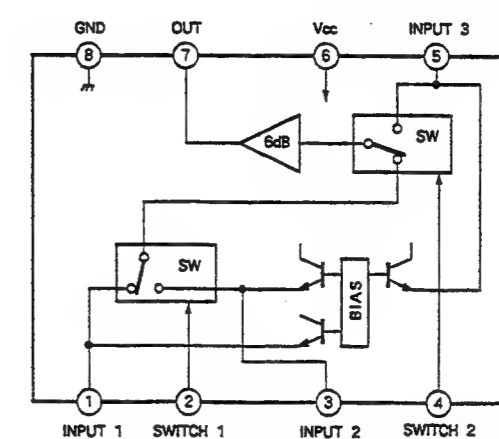 GND OUT Vcc INPUT 3
8 7 6 5
6dB
SW
SW
BIAS
1 2 3 4
INPUT 1 SWITCH 1 INPUT 2 SWITCH 2